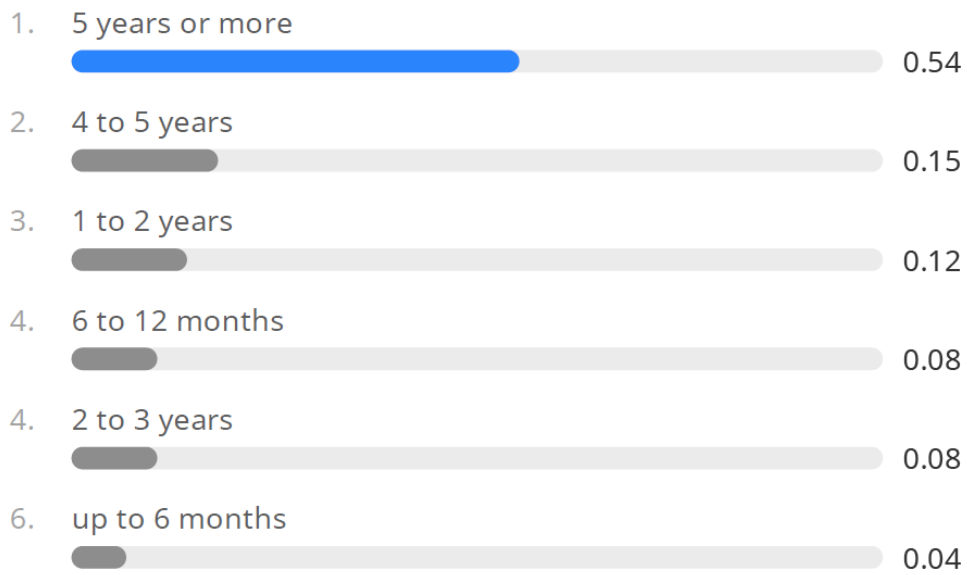 1. 5 years or more
0.54
2. 4 to 5 years
0.15
3. 1 to 2 years
0.12
4. 6 to 12 months
0.08
4. 2 to 3 years
0.08
6. up to 6 months
0.04